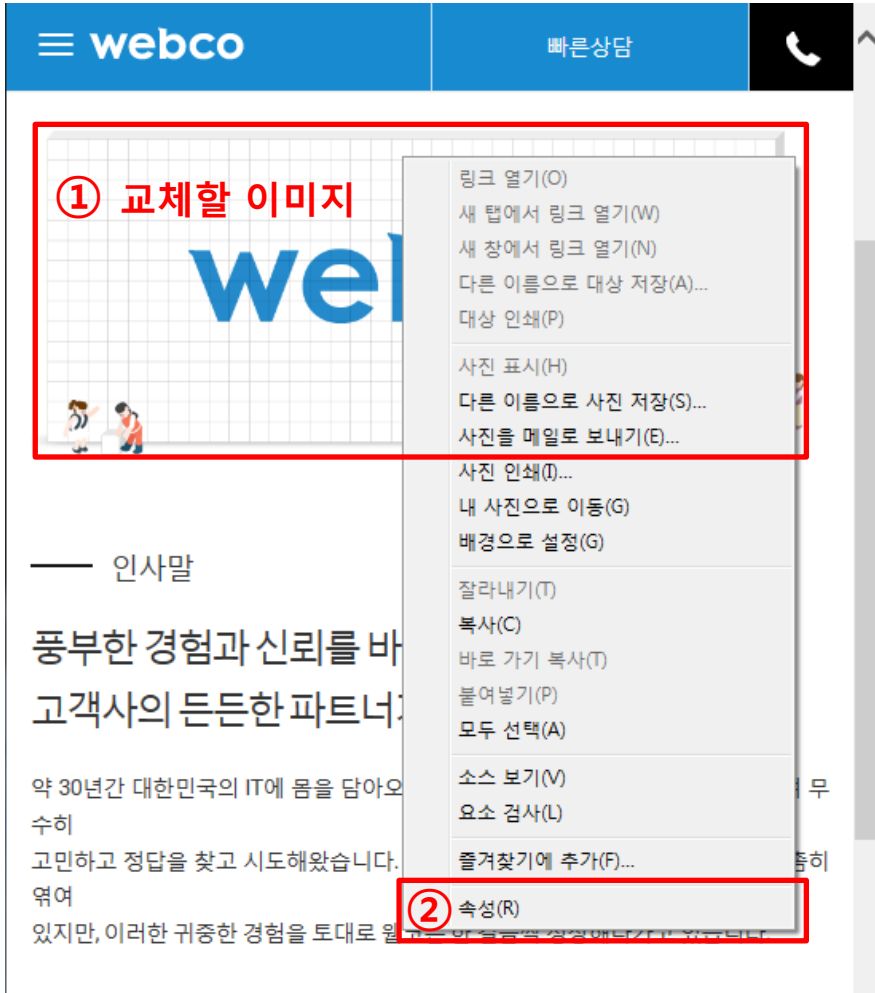 webco
빠른상담
① 교체할 이미지
링크 열기(O)
새 탭에서 링크 열기(W)
새 창에서 링크 열기(N)
다른 이름으로 대상 저장(A)...
대상 인쇄(P)
사진 표시(H)
다른 이름으로 사진 저장(S)...
사진을 메일로 보내기(E)...
사진 인쇄(I)...
내 사진으로 이동(G)
배경으로 설정(G)
잘라내기(T)
복사(C)
바로 가기 복사(T)
붙여넣기(P)
모두 선택(A)
소스 보기(V)
요소 검사(L)
즐겨찾기에 추가(F)...
② 속성(R)
인사말
풍부한 경험과 신뢰를 바
고객사의 든든한 파트너
약 30년간 대한민국의 IT에 몸을 담아오 무
수히
고민하고 정답을 찾고 시도해왔습니다.
엮여
있지만, 이러한 귀중한 경험을 토대로